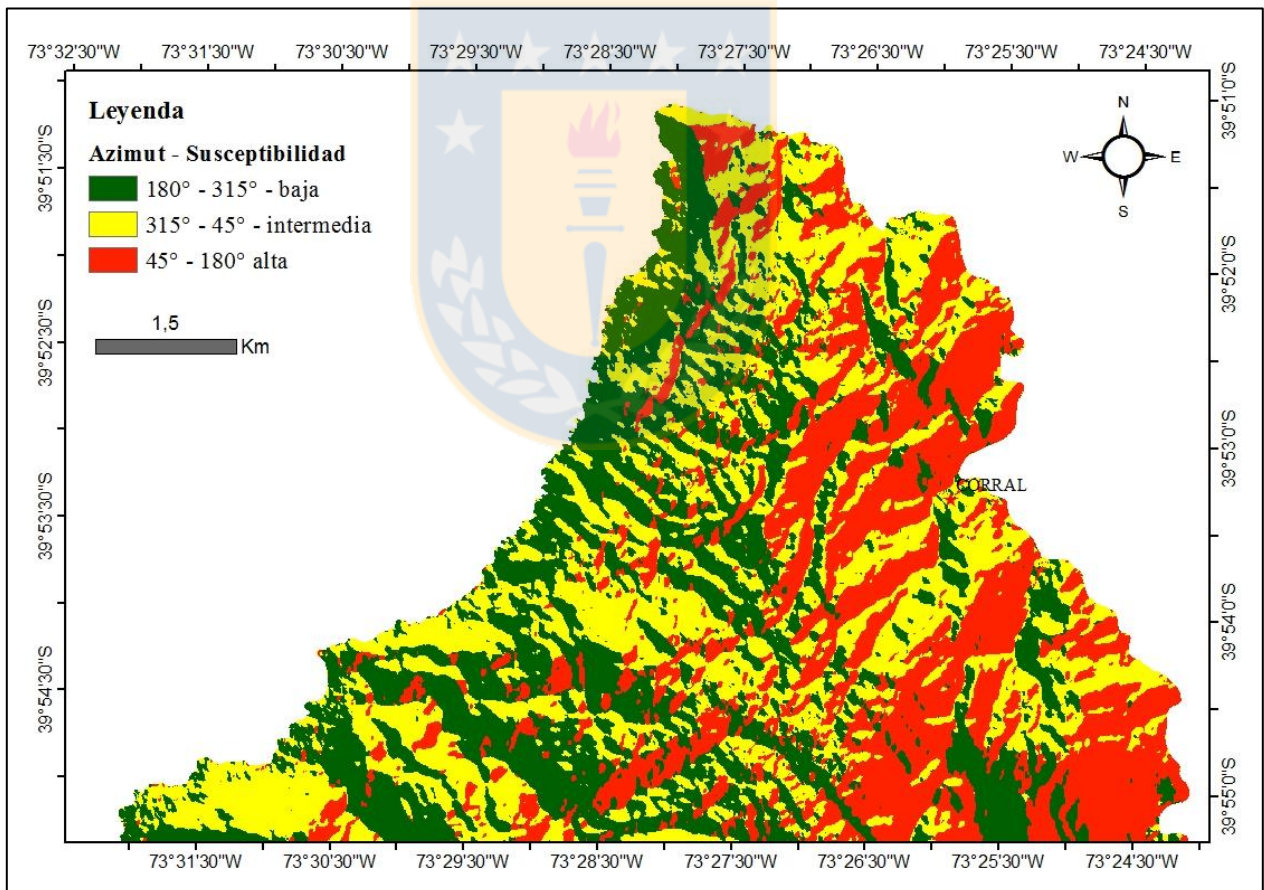 73°32'30"W 73°31'30"W 73°30'30"W 73°29'30"W 73°28'30"W 73°27'30"W 73°26'30"W 73°25'30"W 73°24'30"W
Leyenda
Azimut - Susceptibilidad
180° - 315° - baja
315° - 45° - intermedia
45° - 180° alta
1,5
Km
N
W
E
S
39°51'30"S
39°52'30"S
39°53'30"S
39°54'30"S
39°51'0"S
39°52'0"S
39°53'0"S
39°54'0"S
39°55'0"S
CORRAL
73°31'30"W 73°30'30"W 73°29'30"W 73°28'30"W 73°27'30"W 73°26'30"W 73°25'30"W 73°24'30"W